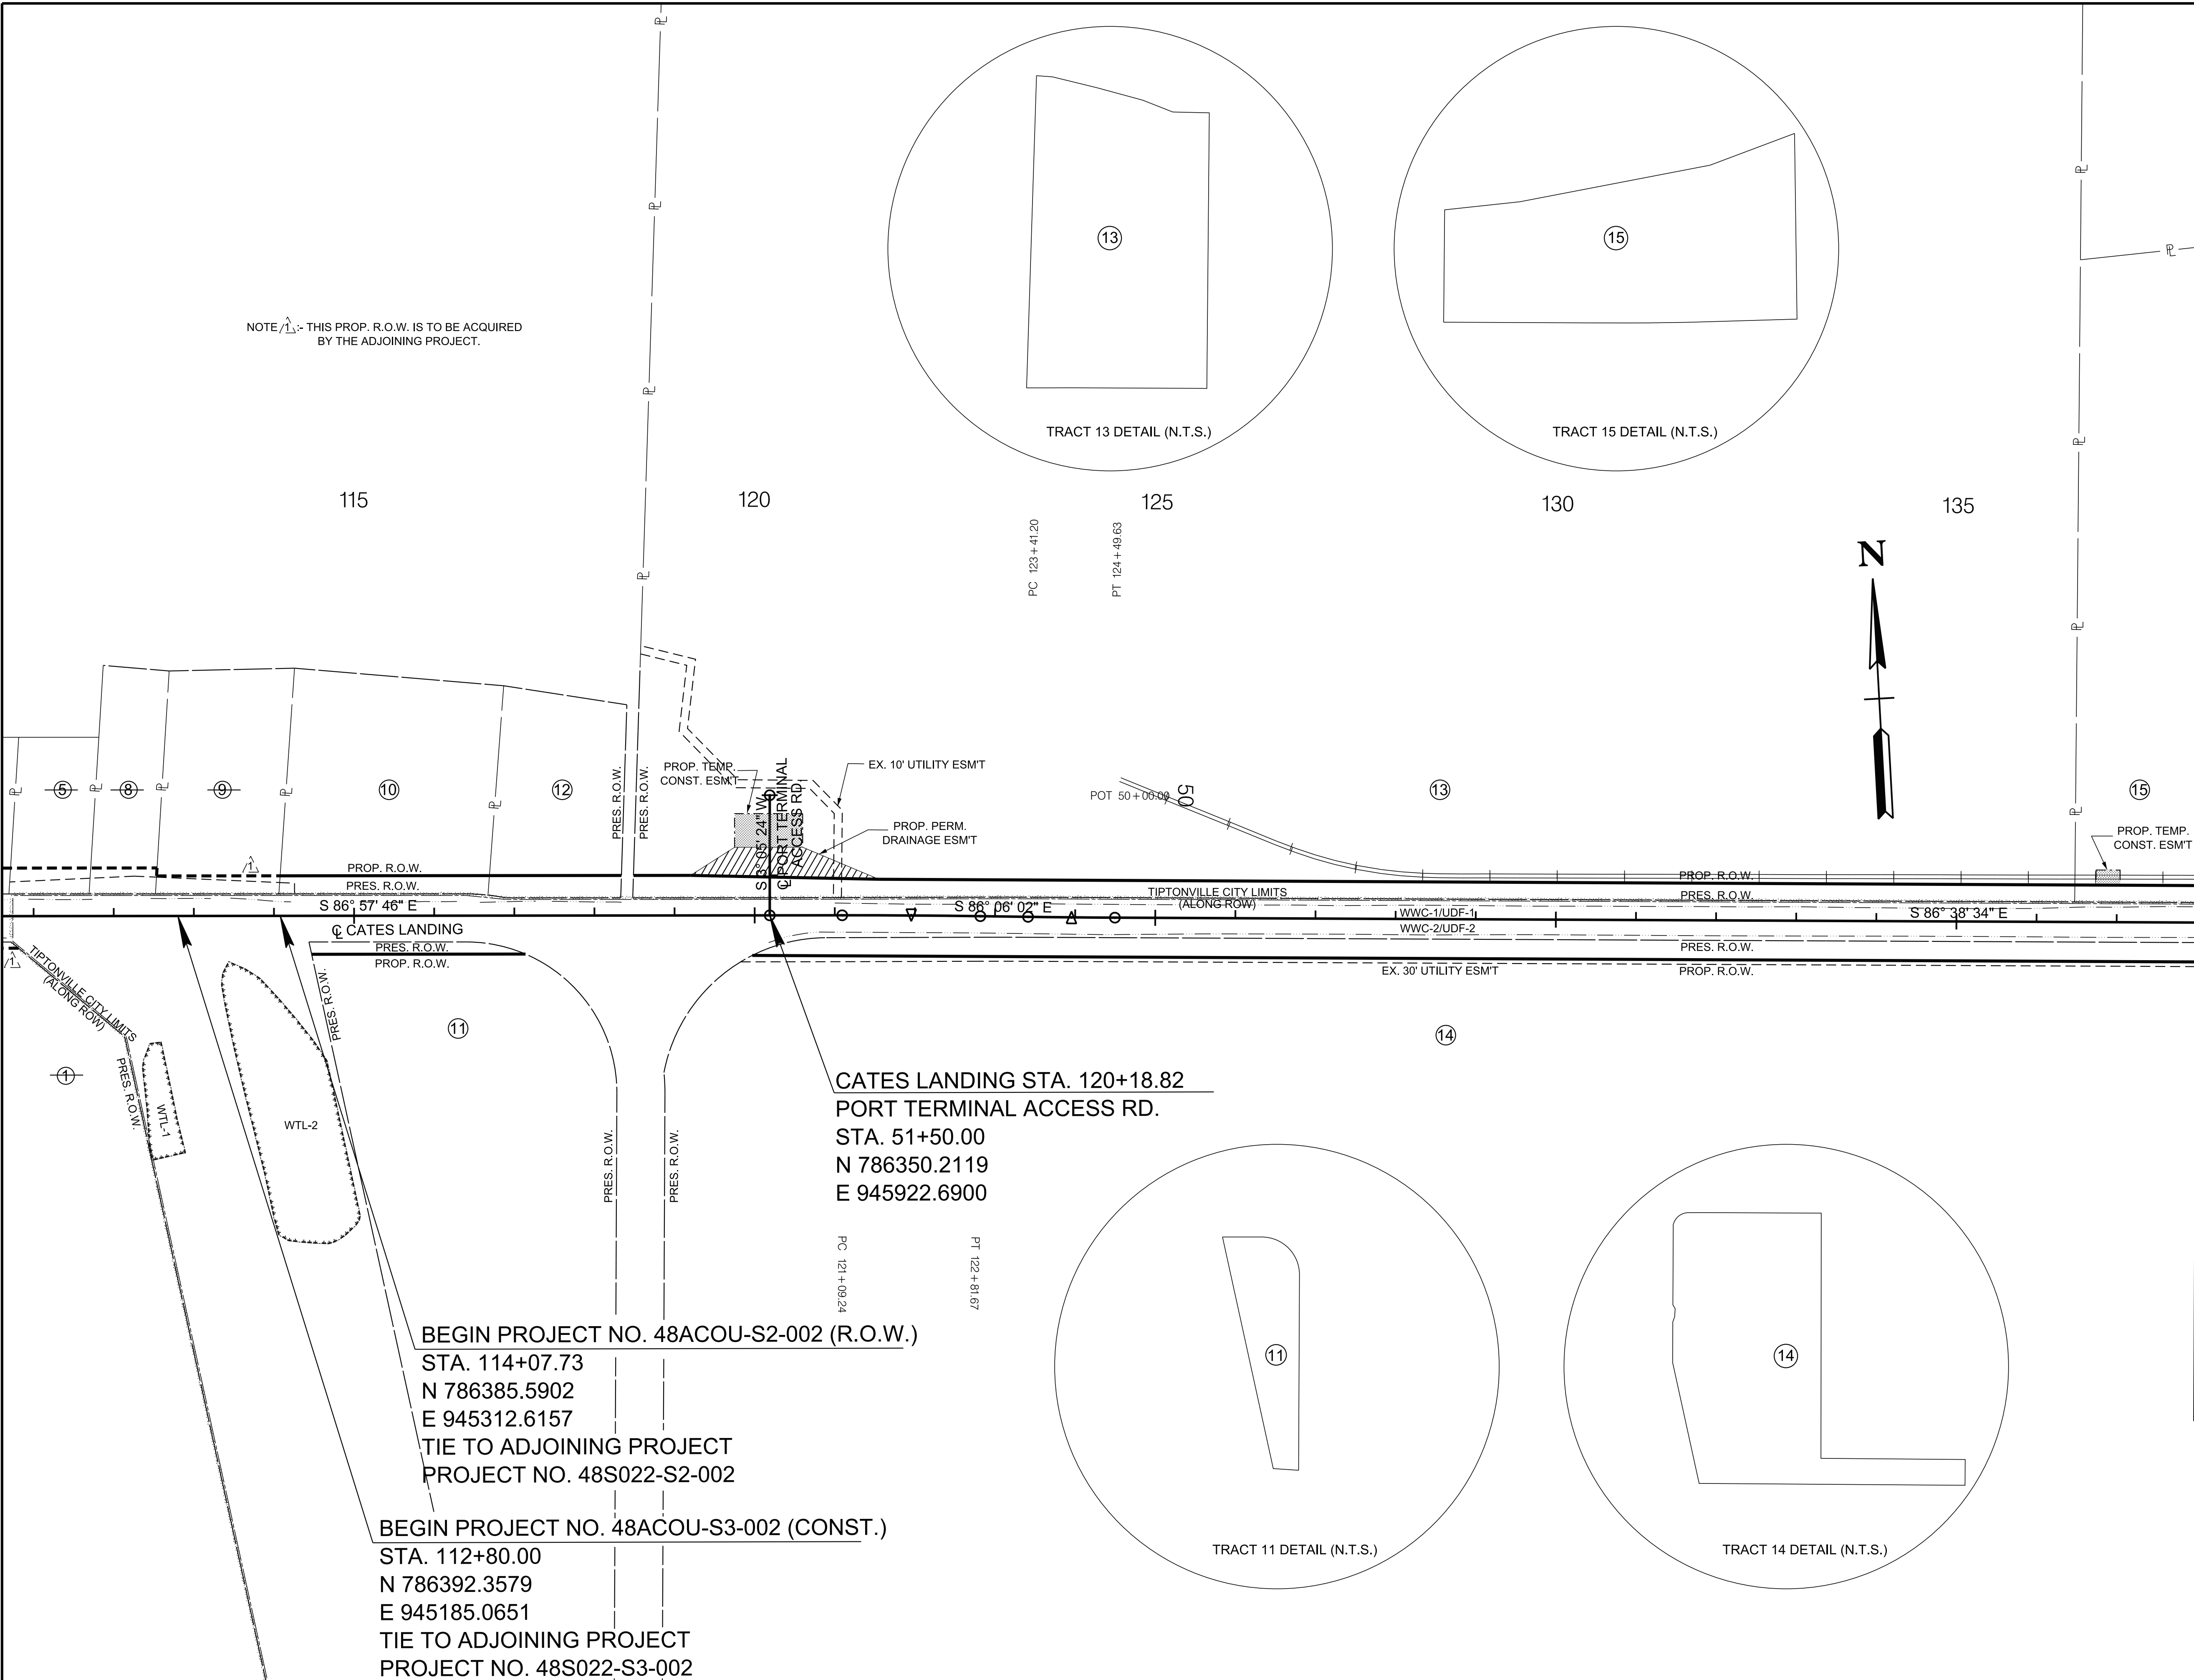 NOTE 1 :- THIS PROP. R.O.W. IS TO BE ACQUIRED
BY THE ADJOINING PROJECT.
13
TRACT 13 DETAIL (N.T.S.)
15
TRACT 15 DETAIL (N.T.S.)
115
120
125
130
135
PC 123+41.20
PT 124+49.63
N
5
8
9
10
12
PRES. R.O.W.
PRES. R.O.W.
PROP. TEMP.
CONST. ESM'T
S 3° 05' 24" W
℄ PORT TERMINAL
ACCESS RD.
EX. 10' UTILITY ESM'T
PROP. PERM.
DRAINAGE ESM'T
POT 50+00.00
50
13
15
PROP. TEMP.
CONST. ESM'T
1
PROP. R.O.W.
PRES. R.O.W.
S 86° 57' 46" E
℄ CATES LANDING
PRES. R.O.W.
PROP. R.O.W.
S 86° 06' 02" E
TIPTONVILLE CITY LIMITS
(ALONG ROW)
WWC-1/UDF-1
WWC-2/UDF-2
PROP. R.O.W.
PRES. R.O.W.
S 86° 38' 34" E
PRES. R.O.W.
EX. 30' UTILITY ESM'T
PROP. R.O.W.
1
TIPTONVILLE CITY LIMITS
(ALONG ROW)
1
PRES. R.O.W.
WTL-1
WTL-2
PRES. R.O.W.
11
14
PRES. R.O.W.
PRES. R.O.W.
CATES LANDING STA. 120+18.82
PORT TERMINAL ACCESS RD.
STA. 51+50.00
N 786350.2119
E 945922.6900
PC 121+09.24
PT 122+81.67
BEGIN PROJECT NO. 48ACOU-S2-002 (R.O.W.)
STA. 114+07.73
N 786385.5902
E 945312.6157
TIE TO ADJOINING PROJECT
PROJECT NO. 48S022-S2-002
BEGIN PROJECT NO. 48ACOU-S3-002 (CONST.)
STA. 112+80.00
N 786392.3579
E 945185.0651
TIE TO ADJOINING PROJECT
PROJECT NO. 48S022-S3-002
11
TRACT 11 DETAIL (N.T.S.)
14
TRACT 14 DETAIL (N.T.S.)